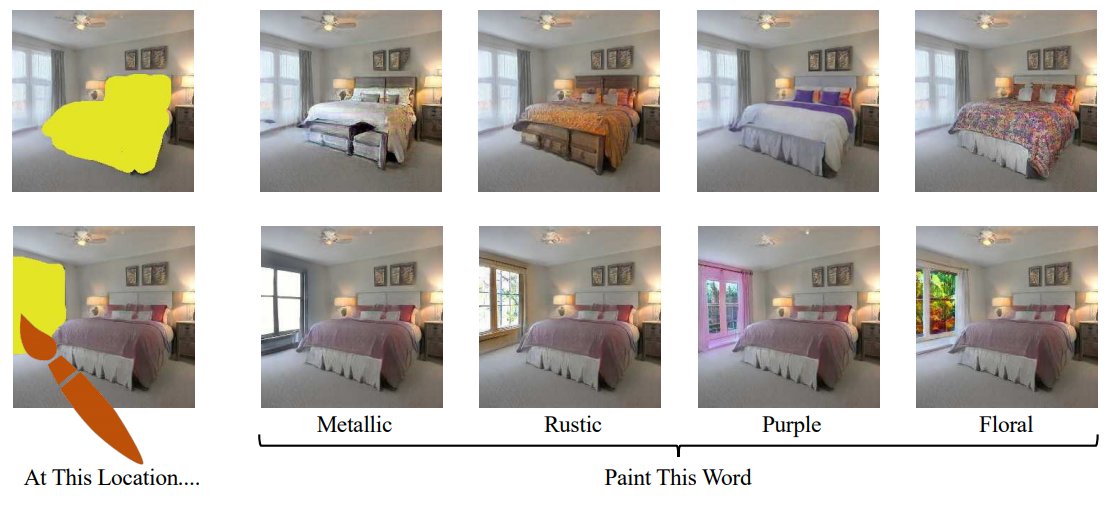 Metallic
Rustic
Purple
Floral
At This Location....
Paint This Word